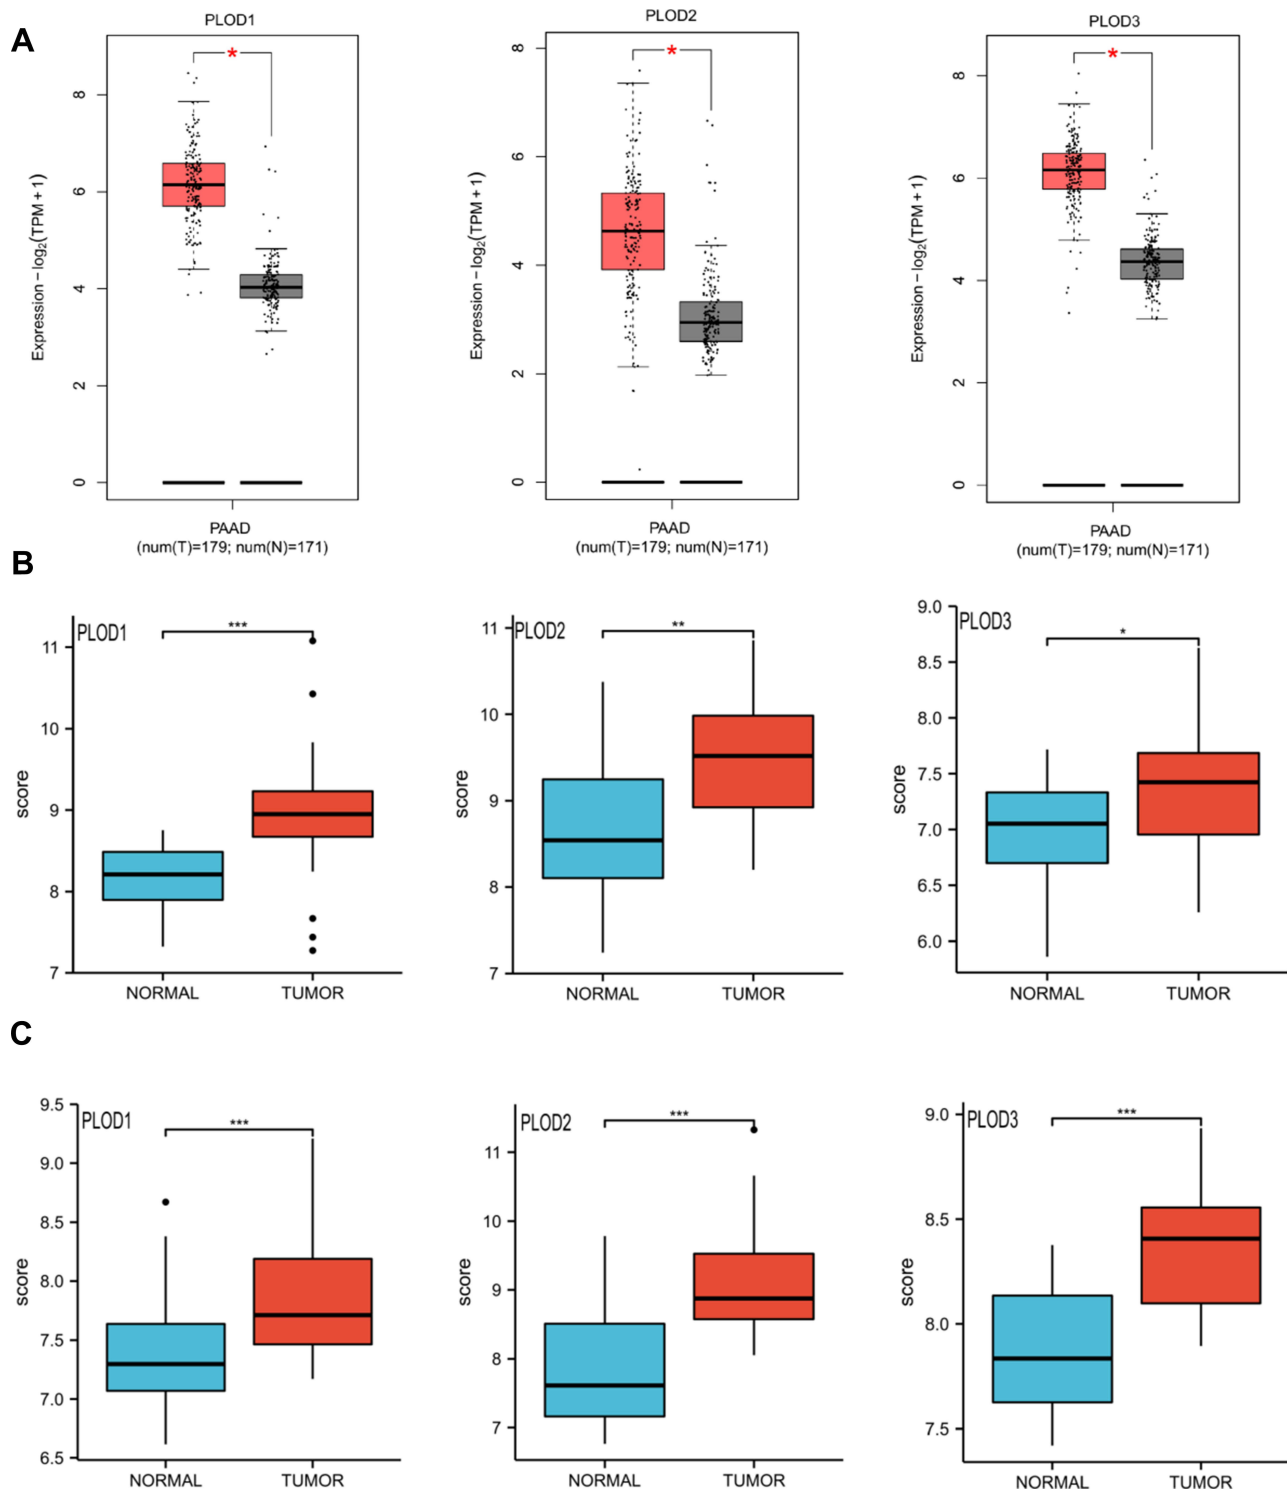 A
PLOD1
*
8
6
4
2
0
Expression − log2(TPM + 1)
PAAD
(num(T)=179; num(N)=171)
PLOD2
*
8
6
4
2
0
Expression − log2(TPM + 1)
PAAD
(num(T)=179; num(N)=171)
PLOD3
*
8
6
4
2
0
Expression − log2(TPM + 1)
PAAD
(num(T)=179; num(N)=171)
B
PLOD1
***
11
10
9
8
7
score
NORMAL TUMOR
PLOD2
**
11
10
9
8
7
score
NORMAL TUMOR
PLOD3
*
9.0
8.5
8.0
7.5
7.0
6.5
6.0
score
NORMAL TUMOR
C
PLOD1
***
9.5
9.0
8.5
8.0
7.5
7.0
6.5
score
NORMAL TUMOR
PLOD2
***
11
10
9
8
7
score
NORMAL TUMOR
PLOD3
***
9.0
8.5
8.0
7.5
score
NORMAL TUMOR